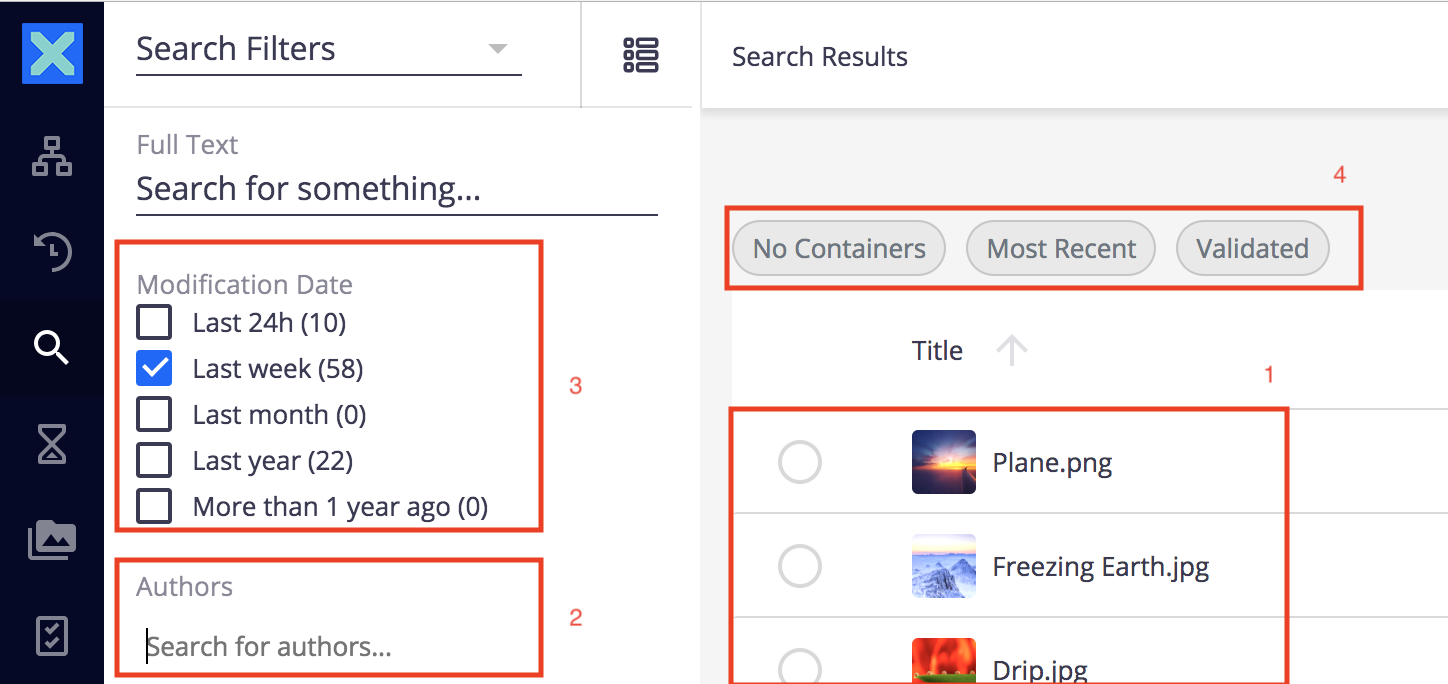 Search Filters
Full Text
Search for something...
Modification Date
Last 24h (10)
Last week (58)
Last month (0)
Last year (22)
More than 1 year ago (0)
3
Authors
Search for authors...
2
Search Results
4
No Containers
Most Recent
Validated
Title
1
Plane.png
Freezing Earth.jpg
Drip.jpg